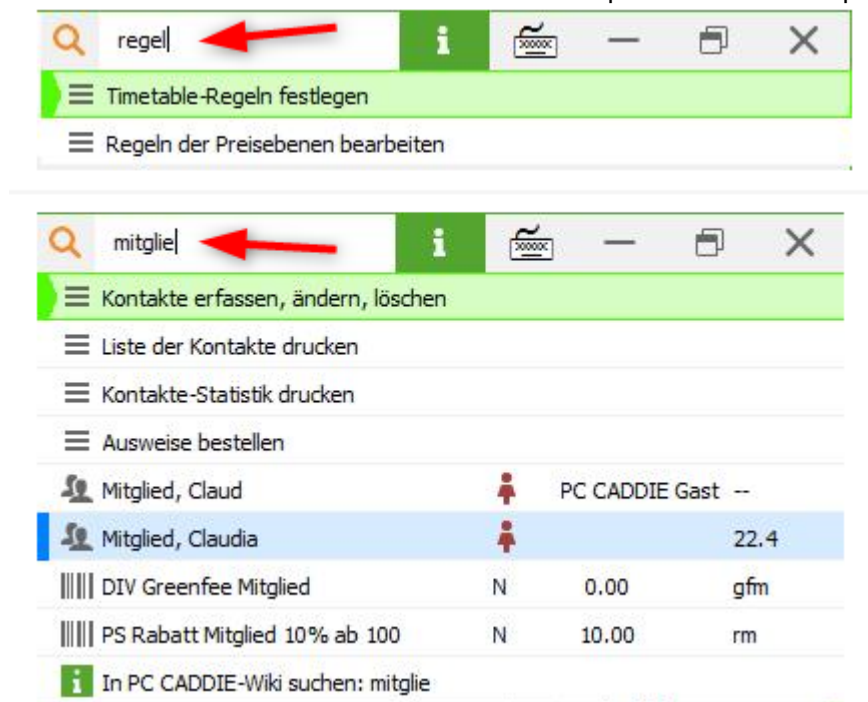 regel
Timetable-Regeln festlegen
Regeln der Preisebenen bearbeiten
mitglie
Kontakte erfassen, ändern, löschen
Liste der Kontakte drucken
Kontakte-Statistik drucken
Ausweise bestellen
Mitglied, Claud PC CADDIE Gast --
Mitglied, Claudia 22.4
DIV Greenfee Mitglied N 0.00 gfm
PS Rabatt Mitglied 10% ab 100 N 10.00 rm
i In PC CADDIE-Wiki suchen: mitglie